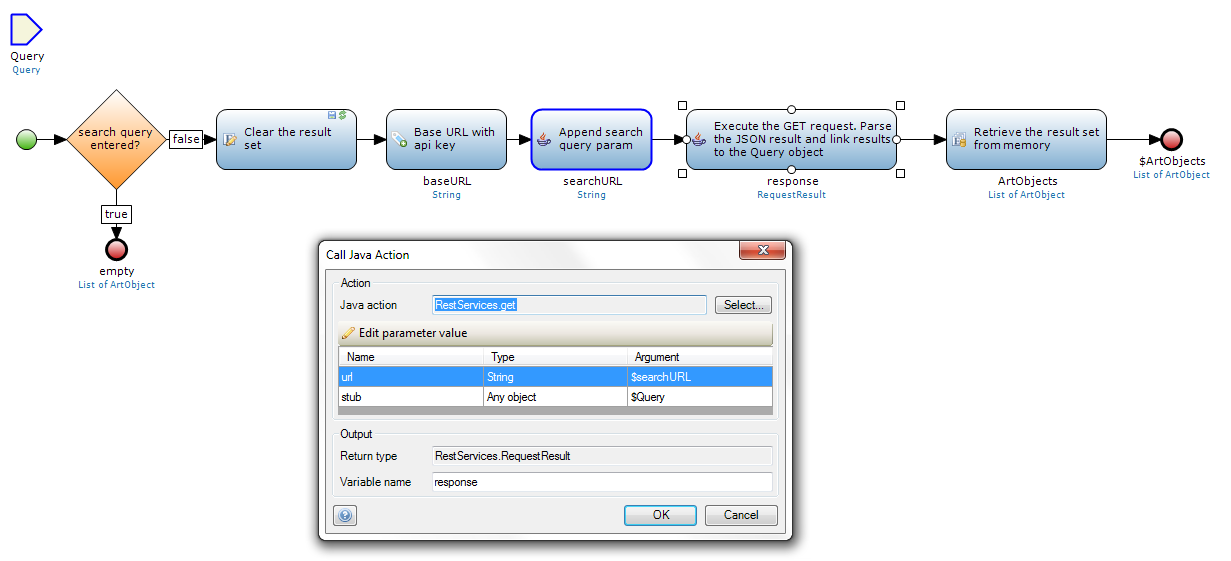 Query
Query
search query
entered?
false
true
empty
List of ArtObject
Clear the result
set
Base URL with
api key
baseURL
String
Append search
query param
searchURL
String
Execute the GET request. Parse
the JSON result and link results
to the Query object
response
RequestResult
Retrieve the result set
from memory
ArtObjects
List of ArtObject
$ArtObjects
List of ArtObject
Call Java Action
Action
Java action RestServices.get Select...
Edit parameter value
Name Type Argument
url String $searchURL
stub Any object $Query
Output
Return type RestServices.RequestResult
Variable name response
OK Cancel